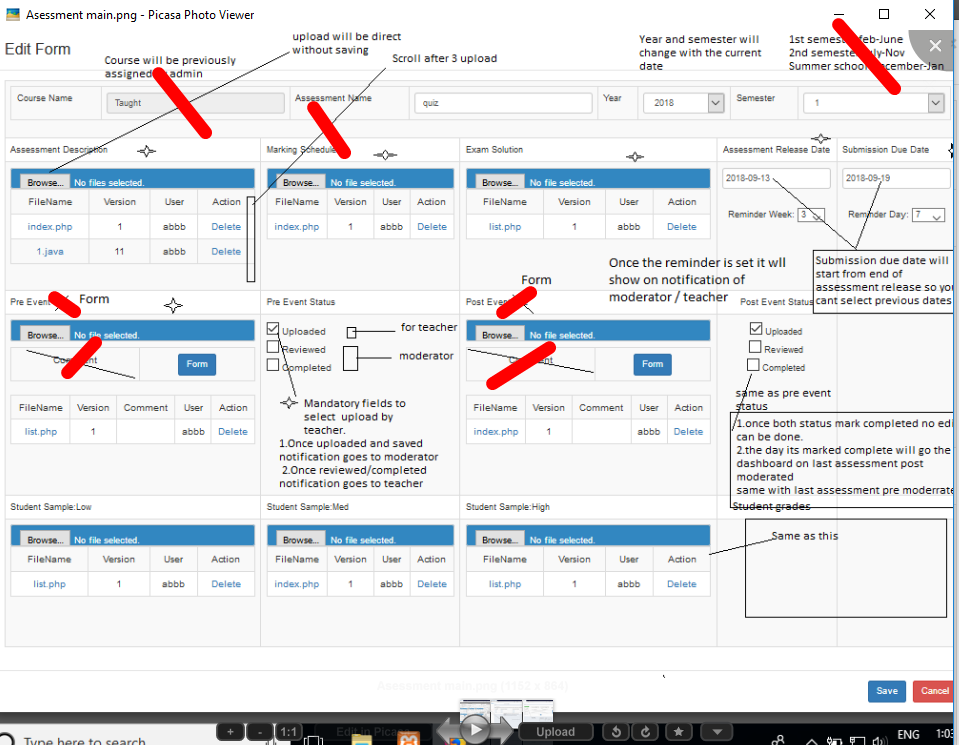 Asessment main.png - Picasa Photo Viewer
Edit Form
upload will be direct
without saving
Course will be previously
assigned admin
Scroll after 3 upload
Year and semester will
change with the current
date
1st semester feb-June
2nd semester July-Nov
Summer school December-Jan
Course Name
Taught
Assessment Name
quiz
Year
2018
Semester
1
Assessment Description
Marking Schedule
Exam Solution
Assessment Release Date
Submission Due Date
Browse... No files selected.
FileName Version User Action
index.php 1 abbb Delete
1.java 11 abbb Delete
Browse... No files selected.
FileName Version User Action
index.php 1 abbb Delete
Browse... No files selected.
FileName Version User Action
list.php 1 abbb Delete
2018-09-13
2018-09-19
Reminder Week: 3
Reminder Day: 7
Submission due date will
start from end of
assessment release so you
cant select previous dates
Once the reminder is set it wll
show on notification of
moderator / teacher
Pre Event
Form
Pre Event Status
Post Event
Form
Post Event Status
Browse... No file selected.
Comment
Form
FileName Version Comment User Action
list.php 1 abbb Delete
Uploaded
Reviewed
Completed
for teacher
moderator
Mandatory fields to
select upload by
teacher.
1.Once uploaded and saved
notification goes to moderator
2.Once reviewed/completed
notification goes to teacher
Browse... No file selected.
Comment
Form
FileName Version Comment User Action
index.php 1 abbb Delete
Uploaded
Reviewed
Completed
same as pre event
status
1.once both status mark completed no edi
can be done.
2.the day its marked complete will go the
dashboard on last assessment post
moderated
same with last assessment pre moderrate
Student Sample:Low
Student Sample:Med
Student Sample:High
Student grades
Browse... No file selected.
FileName Version User Action
list.php 1 abbb Delete
Browse... No file selected.
FileName Version User Action
index.php 1 abbb Delete
Browse... No file selected.
FileName Version User Action
list.php 1 abbb Delete
Same as this
Save
Cancel
Asessment main.png (1152 x 864)
+ - 1:1
Edit in Picasa
Upload
Type here to search
ENG
1:03